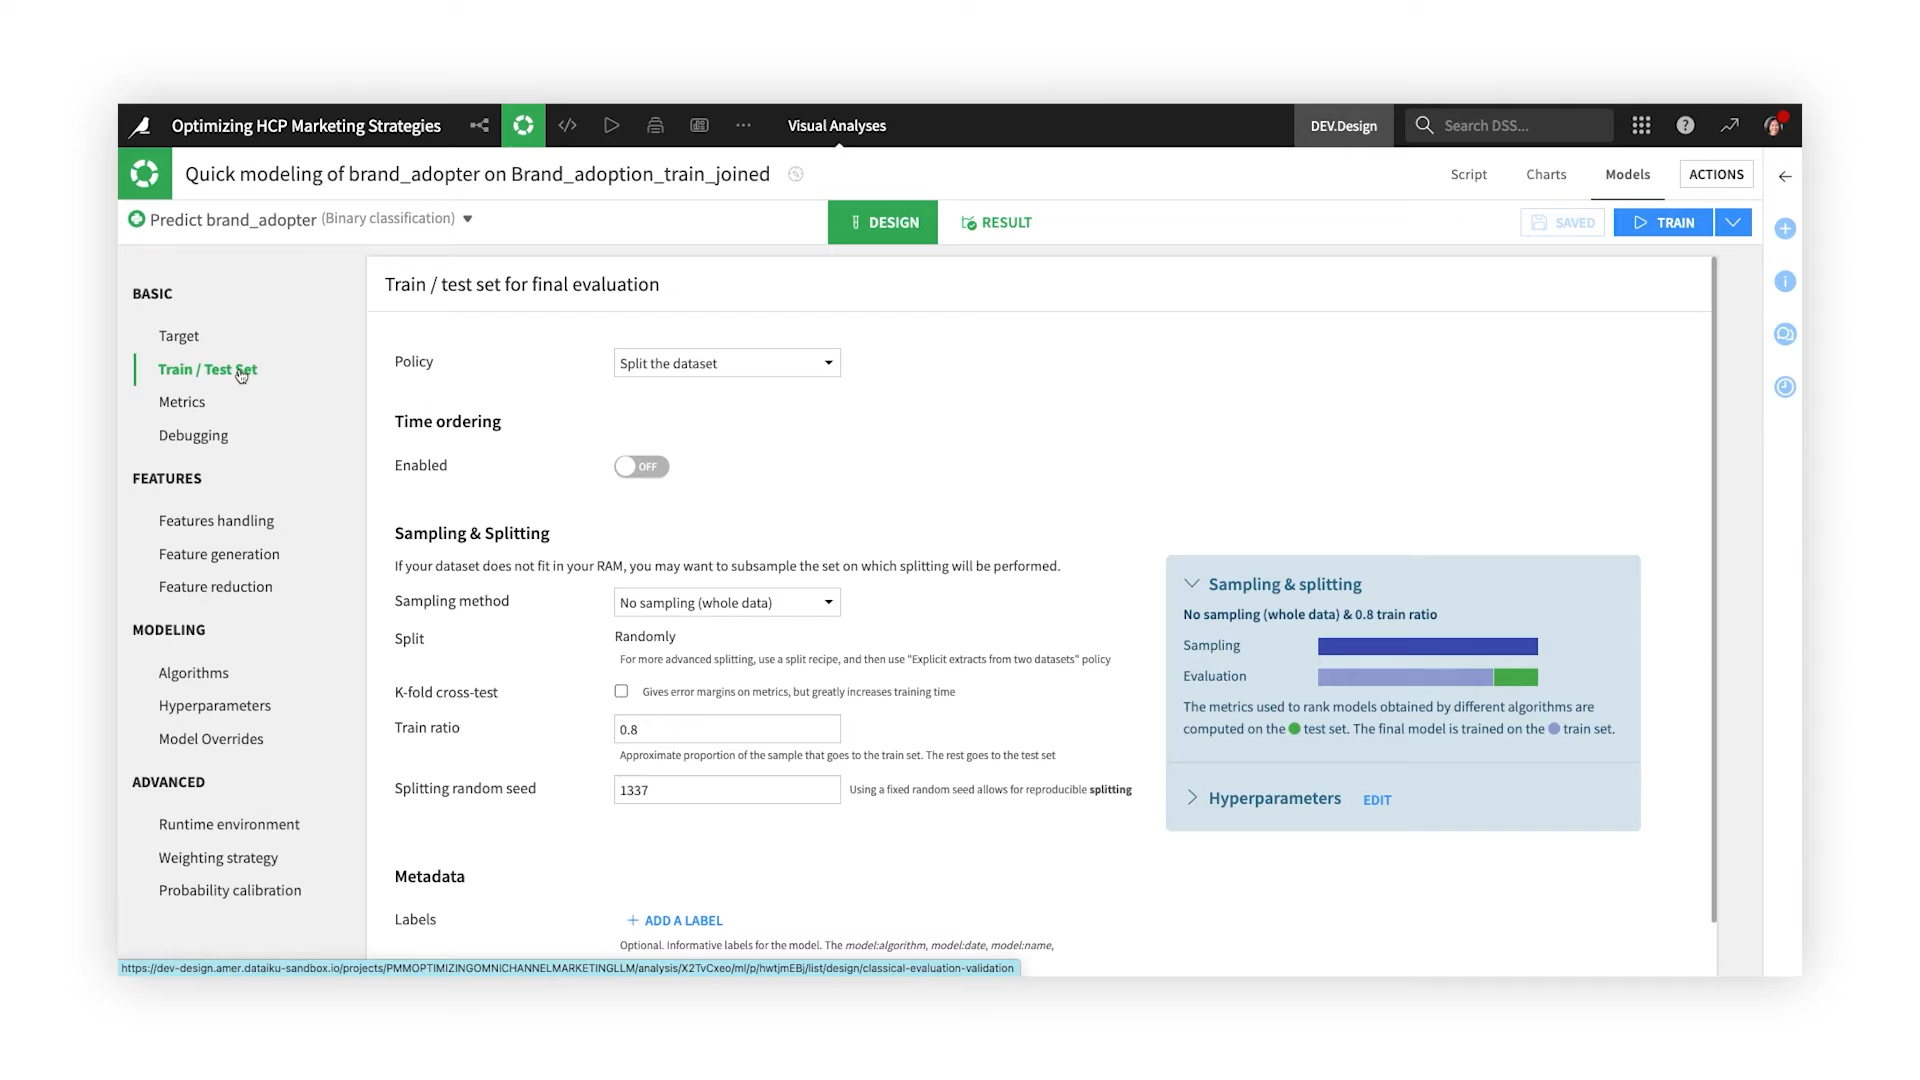 Optimizing HCP Marketing Strategies
Visual Analyses
DEV.Design
Search DSS...
Quick modeling of brand_adopter on Brand_adoption_train_joined
Script
Charts
Models
ACTIONS
Predict brand_adopter (Binary classification)
DESIGN
RESULT
SAVED
TRAIN
BASIC
Target
Train / Test Set
Metrics
Debugging
FEATURES
Features handling
Feature generation
Feature reduction
MODELING
Algorithms
Hyperparameters
Model Overrides
ADVANCED
Runtime environment
Weighting strategy
Probability calibration
Train / test set for final evaluation
Policy
Split the dataset
Time ordering
Enabled
OFF
Sampling & Splitting
If your dataset does not fit in your RAM, you may want to subsample the set on which splitting will be performed.
Sampling method
No sampling (whole data)
Split
Randomly
For more advanced splitting, use a split recipe, and then use "Explicit extracts from two datasets" policy
K-fold cross-test
Gives error margins on metrics, but greatly increases training time
Train ratio
0.8
Approximate proportion of the sample that goes to the train set. The rest goes to the test set
Splitting random seed
1337
Using a fixed random seed allows for reproducible splitting
Metadata
Labels
+ ADD A LABEL
Optional. Informative labels for the model. The model:algorithm, model:date, model:name,
Sampling & splitting
No sampling (whole data) & 0.8 train ratio
Sampling
Evaluation
The metrics used to rank models obtained by different algorithms are
computed on the test set. The final model is trained on the train set.
Hyperparameters
EDIT
https://dev-design.amer.dataiku-sandbox.io/projects/PMMOPTIMIZINGOMNICHANNELMARKETINGLLM/analysis/X2TvCxeo/ml/p/hwtjmEBj/list/design/classical-evaluation-validation